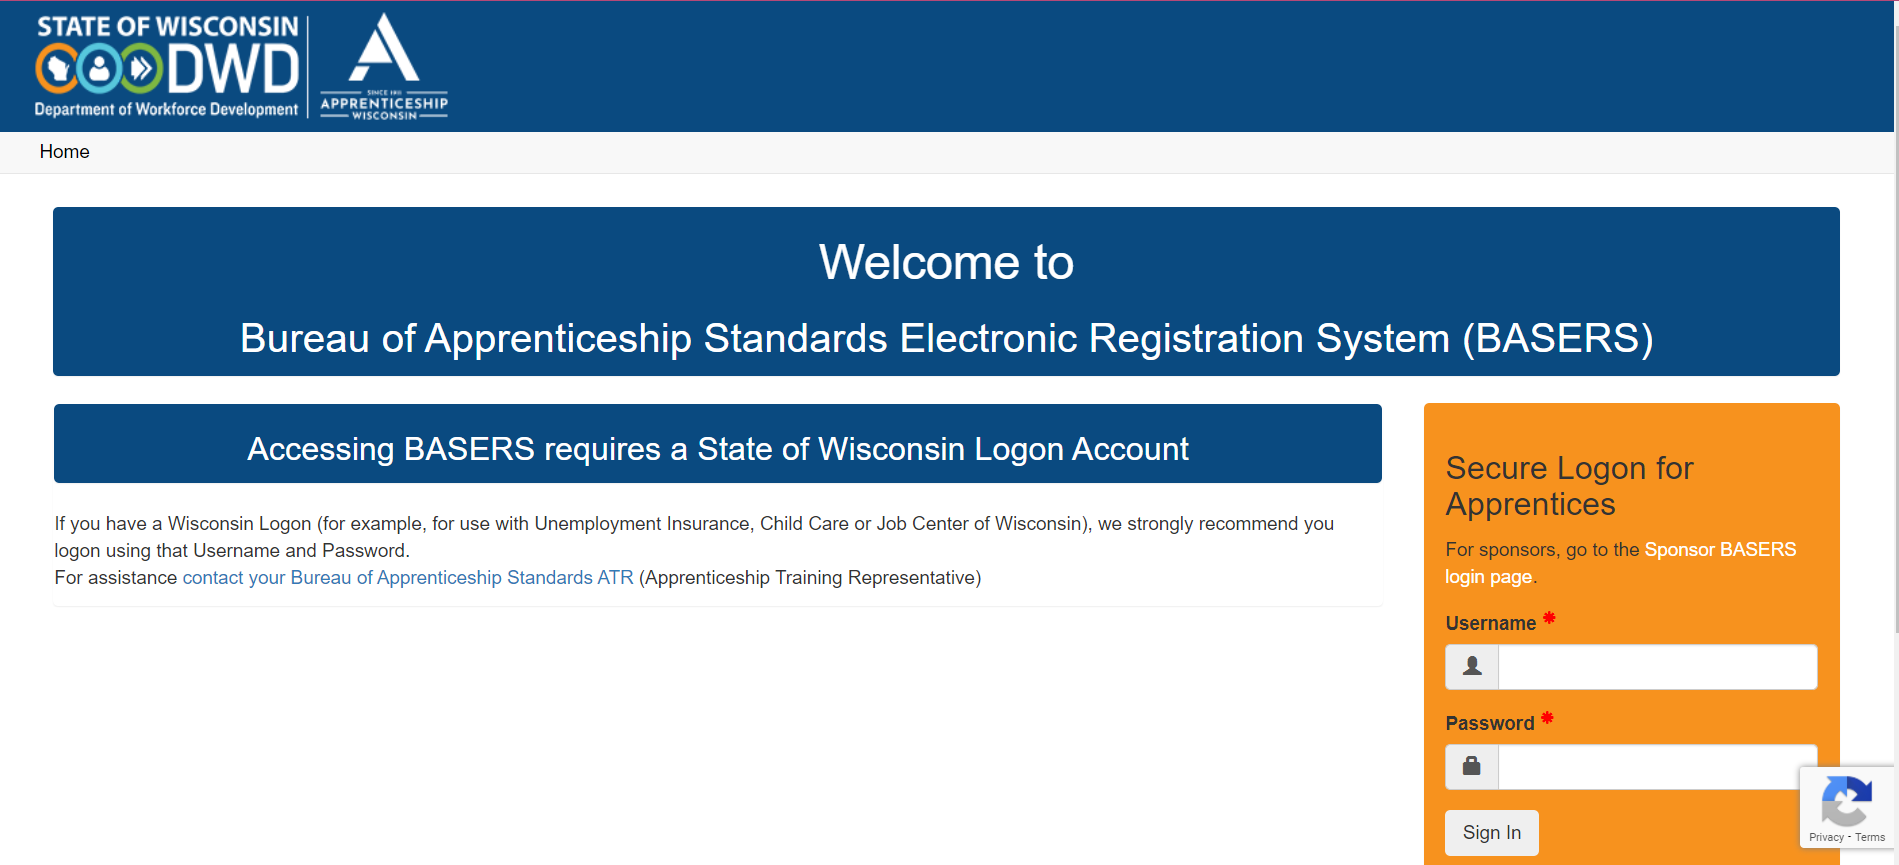 STATE OF WISCONSIN
DWD
Department of Workforce Development
SINCE 1911
APPRENTICESHIP
WISCONSIN
Home
Welcome to
Bureau of Apprenticeship Standards Electronic Registration System (BASERS)
Accessing BASERS requires a State of Wisconsin Logon Account
If you have a Wisconsin Logon (for example, for use with Unemployment Insurance, Child Care or Job Center of Wisconsin), we strongly recommend you
logon using that Username and Password.
For assistance contact your Bureau of Apprenticeship Standards ATR (Apprenticeship Training Representative)
Secure Logon for
Apprentices
For sponsors, go to the Sponsor BASERS
login page.
Username *
Password *
Sign In
Privacy - Terms